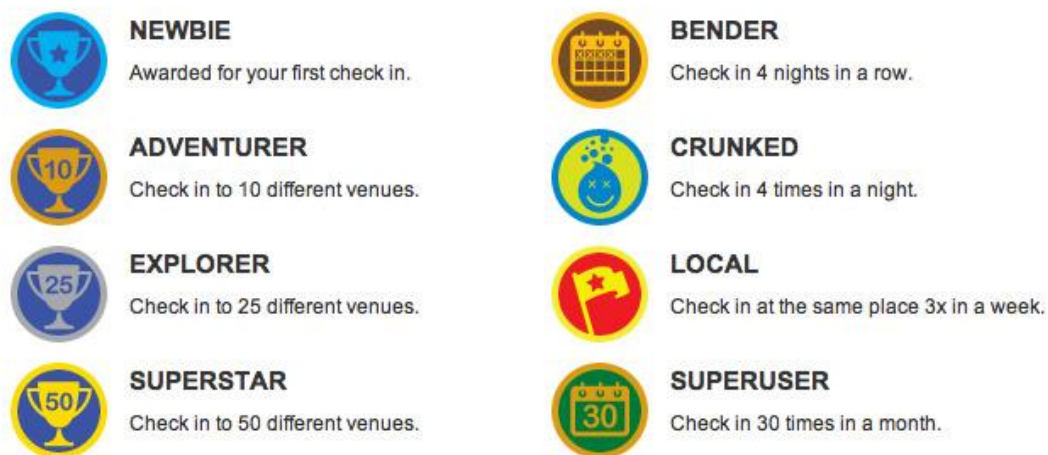 NEWBIE
Awarded for your first check in.
10
ADVENTURER
Check in to 10 different venues.
25
EXPLORER
Check in to 25 different venues.
50
SUPERSTAR
Check in to 50 different venues.
BENDER
Check in 4 nights in a row.
CRUNKED
Check in 4 times in a night.
LOCAL
Check in at the same place 3x in a week.
30
SUPERUSER
Check in 30 times in a month.